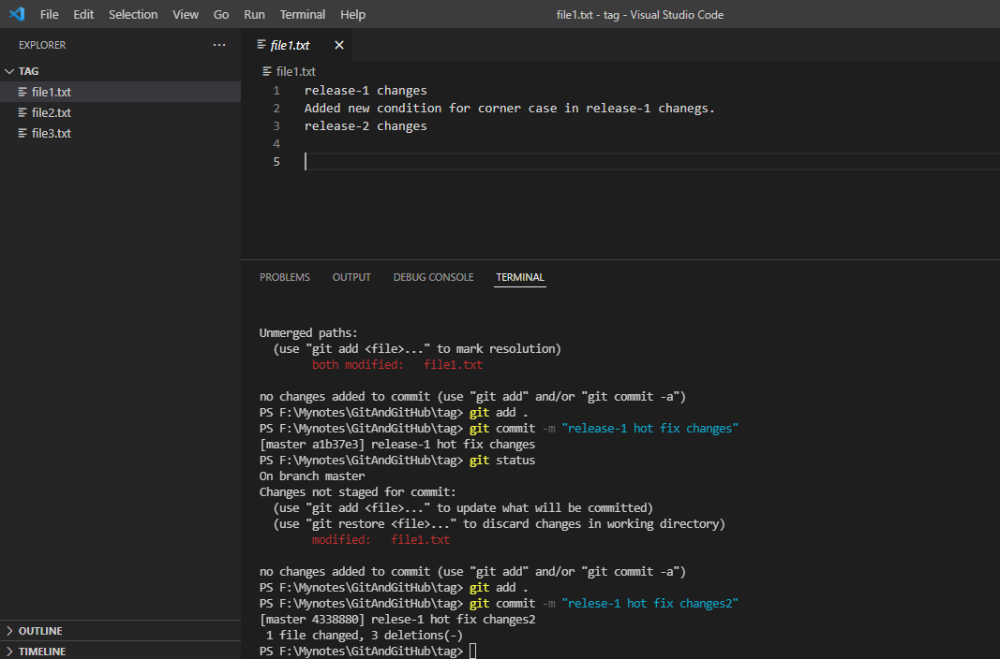 File Edit Selection View Go Run Terminal Help file1.txt - tag - Visual Studio Code
EXPLORER ...
TAG
file1.txt
file2.txt
file3.txt
file1.txt
file1.txt
1 release-1 changes
2 Added new condition for corner case in release-1 chanegs.
3 release-2 changes
4
5
PROBLEMS OUTPUT DEBUG CONSOLE TERMINAL
Unmerged paths:
(use "git add <file>..." to mark resolution)
both modified: file1.txt
no changes added to commit (use "git add" and/or "git commit -a")
PS F:\Mynotes\GitAndGitHub\tag> git add .
PS F:\Mynotes\GitAndGitHub\tag> git commit -m "release-1 hot fix changes"
[master a1b37e3] release-1 hot fix changes
PS F:\Mynotes\GitAndGitHub\tag> git status
On branch master
Changes not staged for commit:
(use "git add <file>..." to update what will be committed)
(use "git restore <file>..." to discard changes in working directory)
modified: file1.txt
no changes added to commit (use "git add" and/or "git commit -a")
PS F:\Mynotes\GitAndGitHub\tag> git add .
PS F:\Mynotes\GitAndGitHub\tag> git commit -m "relese-1 hot fix changes2"
[master 4338880] relese-1 hot fix changes2
1 file changed, 3 deletions(-)
PS F:\Mynotes\GitAndGitHub\tag>
OUTLINE
TIMELINE